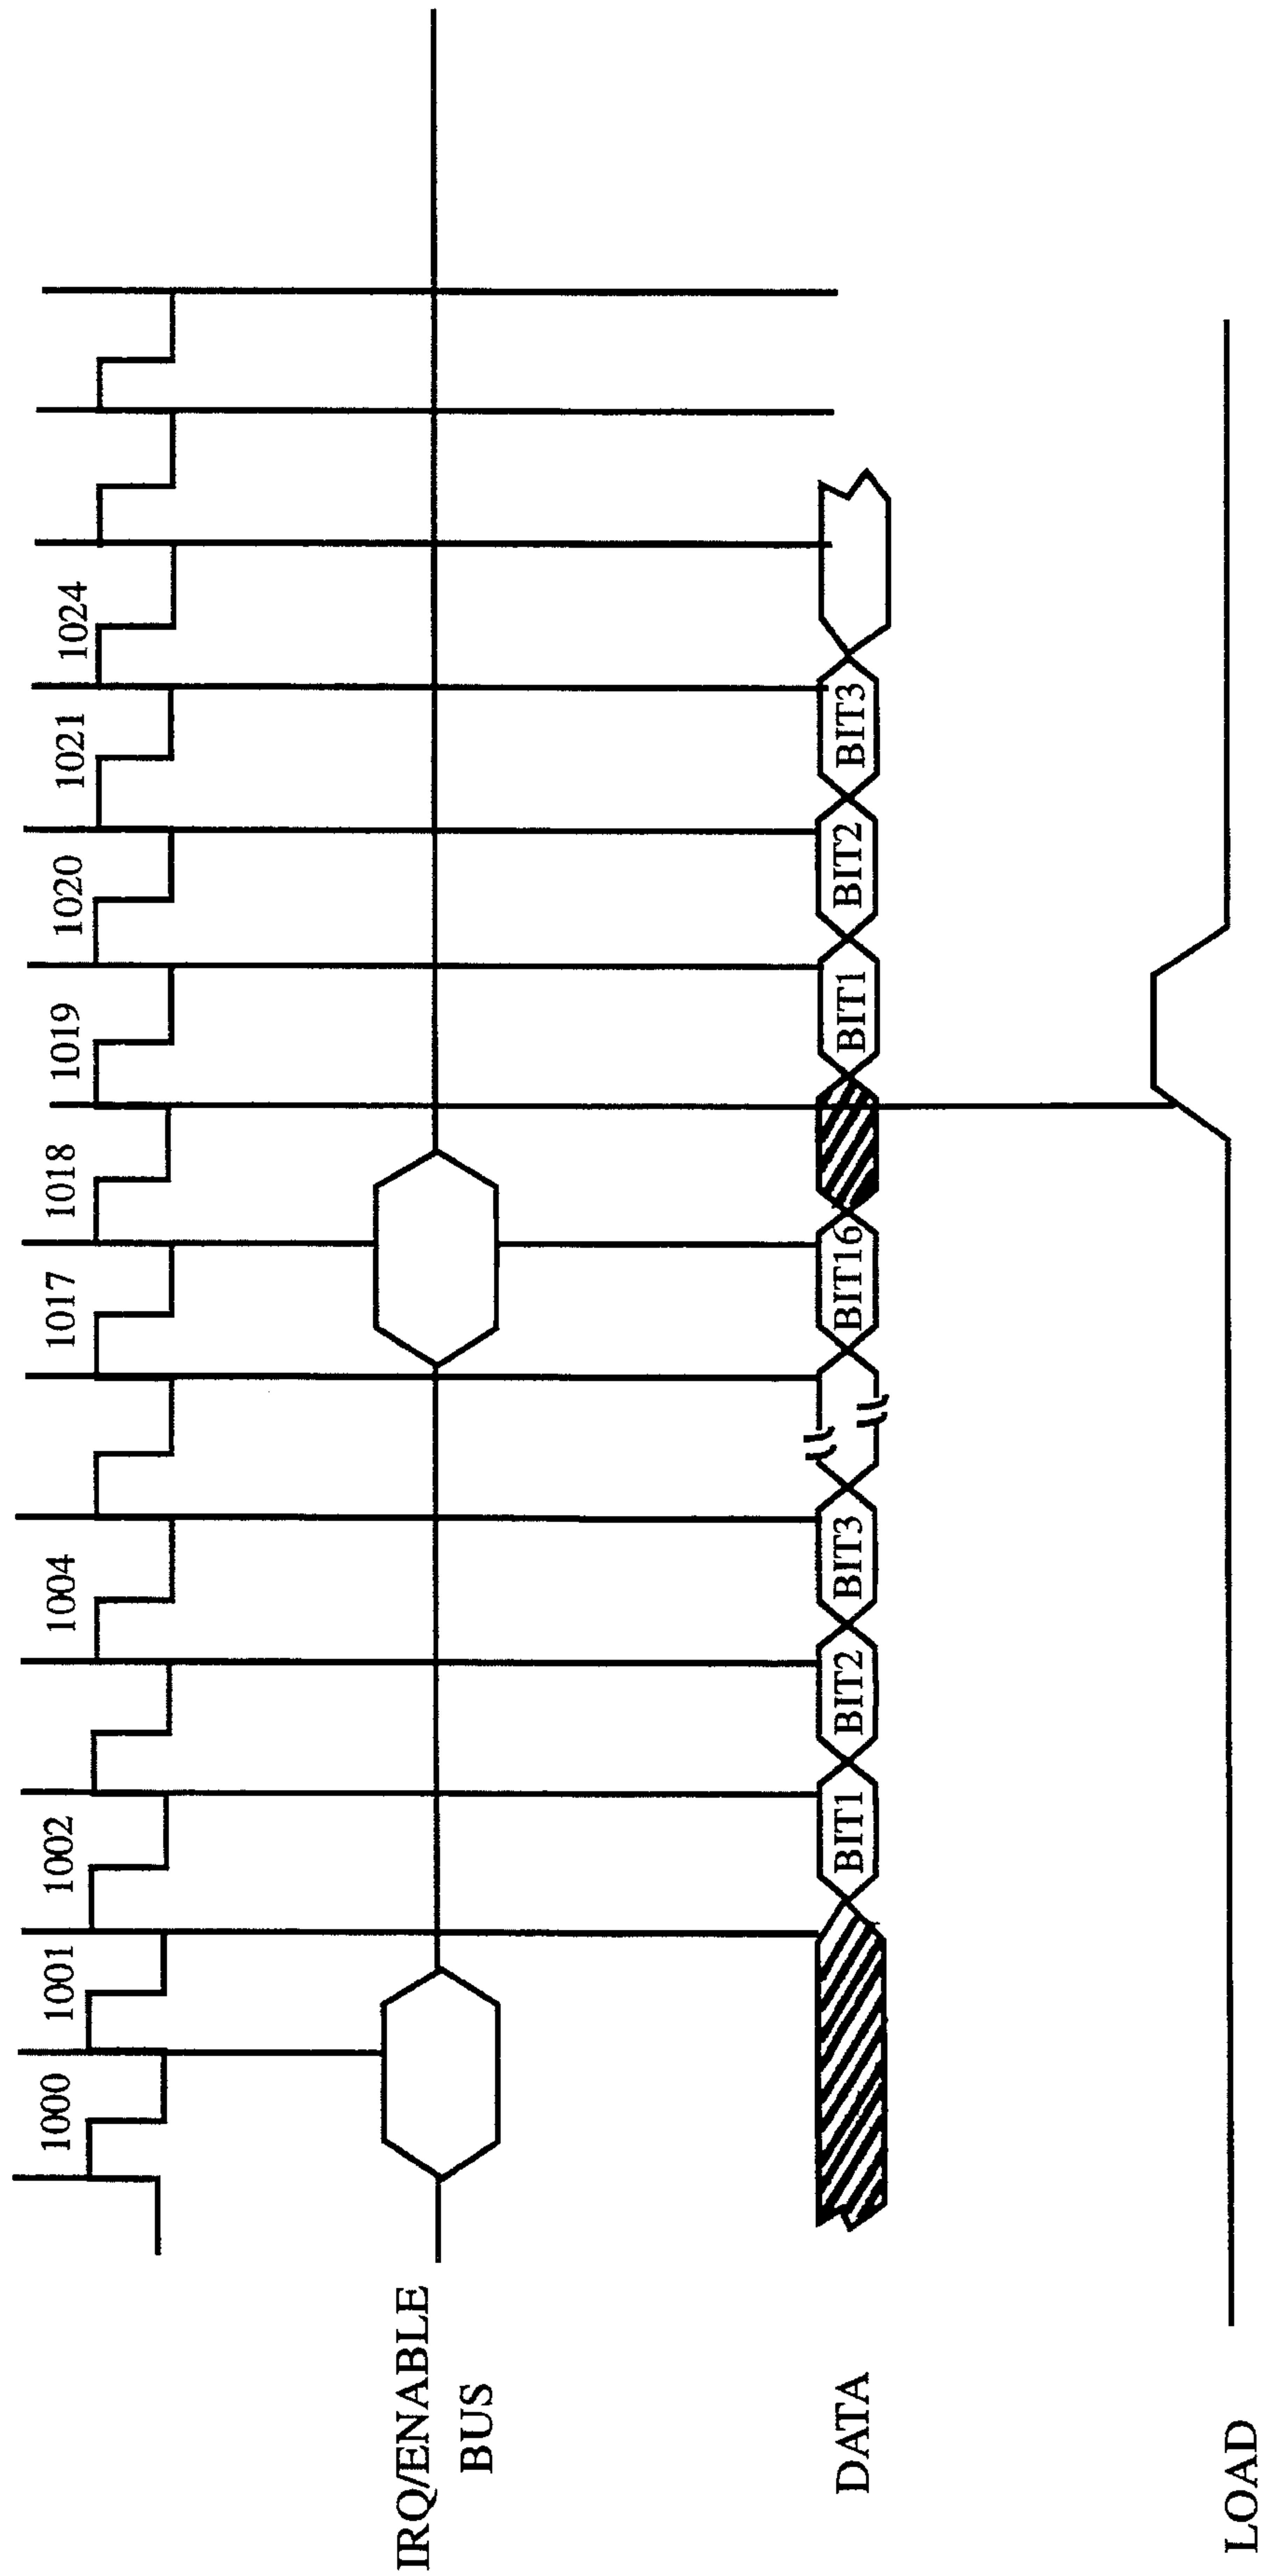 1000
1001
1002
1004
1017
1018
1019
1020
1021
1024
IRQ/ENABLE
BUS
DATA
BIT1
BIT2
BIT3
BIT16
BIT1
BIT2
BIT3
LOAD